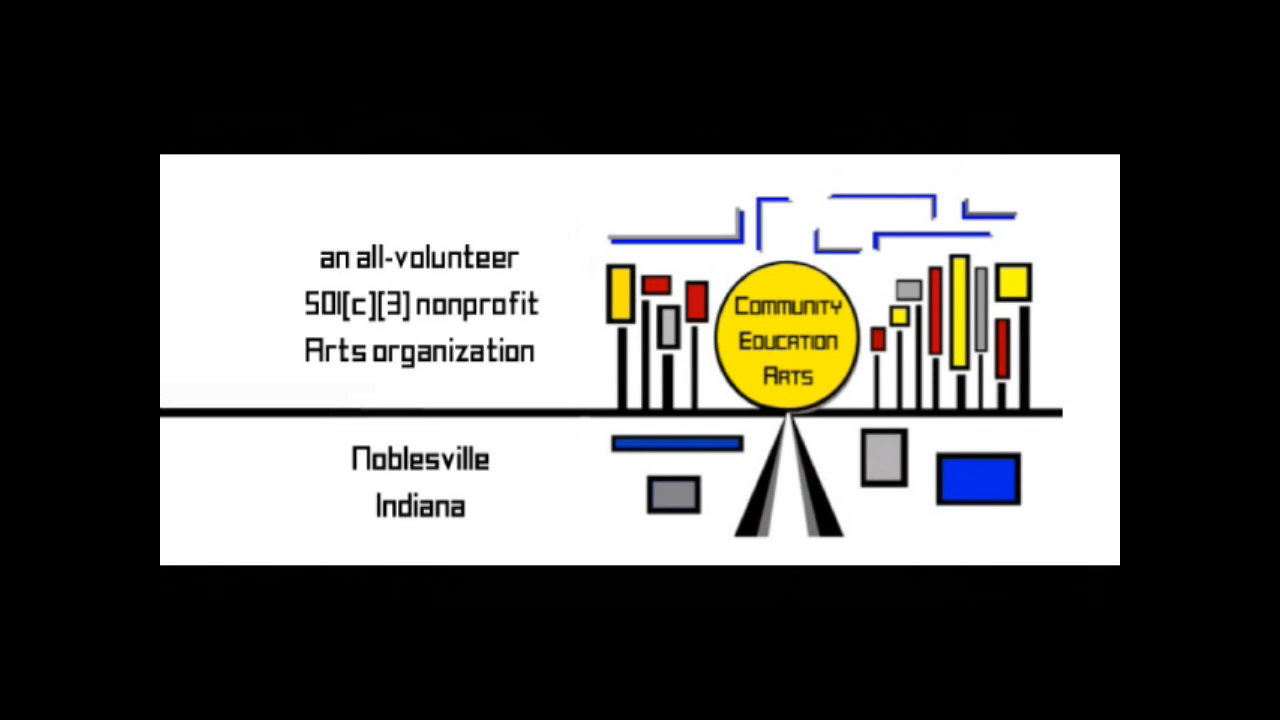 an all-volunteer
501[c][3] nonprofit
Arts organization
Noblesville
Indiana
Community
Education
Arts